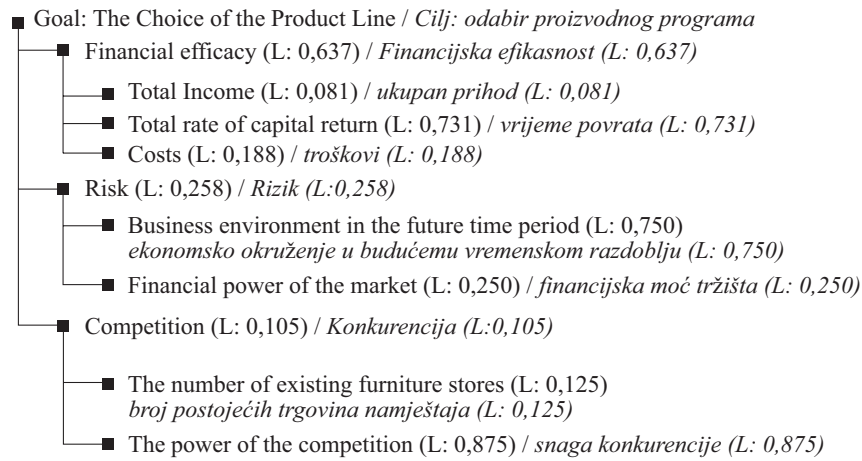 Goal: The Choice of the Product Line / Cilj: odabir proizvodnog programa
Financial efficacy (L: 0,637) / Financijska efikasnost (L: 0,637)
Total Income (L: 0,081) / ukupan prihod (L: 0,081)
Total rate of capital return (L: 0,731) / vrijeme povrata (L: 0,731)
Costs (L: 0,188) / troškovi (L: 0,188)
Risk (L: 0,258) / Rizik (L:0,258)
Business environment in the future time period (L: 0,750)
ekonomsko okruženje u budućemu vremenskom razdoblju (L: 0,750)
Financial power of the market (L: 0,250) / financijska moć tržišta (L: 0,250)
Competition (L: 0,105) / Konkurencija (L:0,105)
The number of existing furniture stores (L: 0,125)
broj postojećih trgovina namještaja (L: 0,125)
The power of the competition (L: 0,875) / snaga konkurencije (L: 0,875)